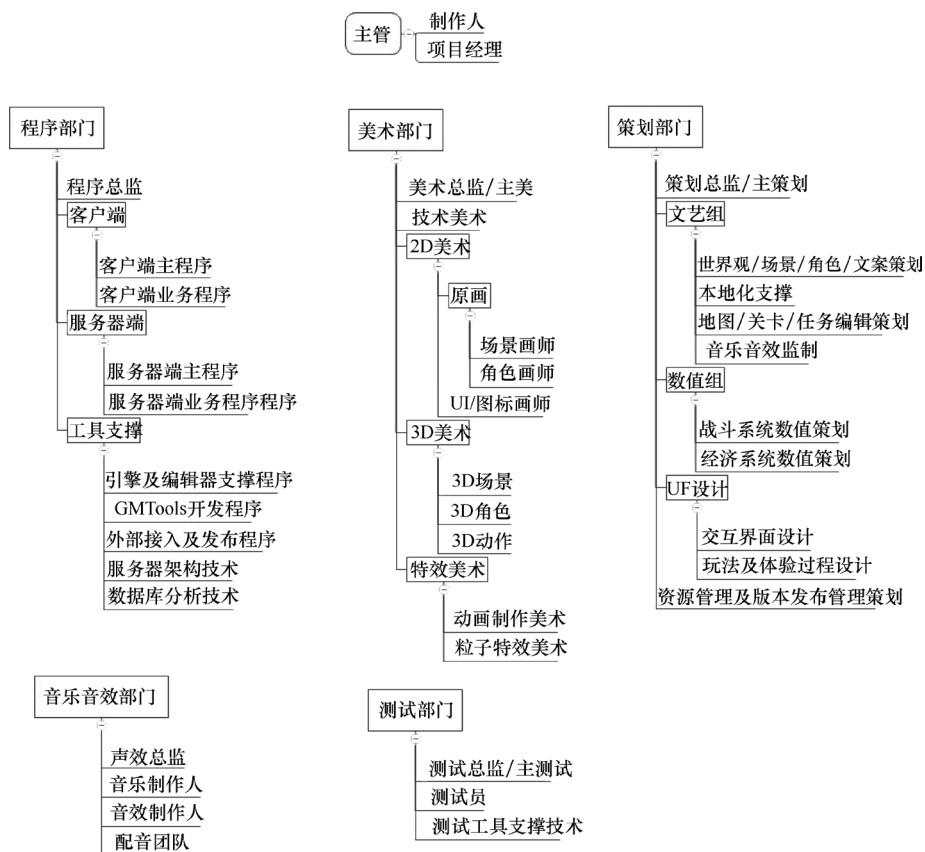 主管
制作人
项目经理
程序部门
程序总监
客户端
客户端主程序
客户端业务程序
服务器端
服务器端主程序
服务器端业务程序程序
工具支撑
引擎及编辑器支撑程序
GMTools开发程序
外部接入及发布程序
服务器架构技术
数据库分析技术
美术部门
美术总监/主美
技术美术
2D美术
原画
场景画师
角色画师
UI/图标画师
3D美术
3D场景
3D角色
3D动作
特效美术
动画制作美术
粒子特效美术
策划部门
策划总监/主策划
文艺组
世界观/场景/角色/文案策划
本地化支撑
地图/关卡/任务编辑策划
音乐音效监制
数值组
战斗系统数值策划
经济系统数值策划
UF设计
交互界面设计
玩法及体验过程设计
资源管理及版本发布管理策划
音乐音效部门
声效总监
音乐制作人
音效制作人
配音团队
测试部门
测试总监/主测试
测试员
测试工具支撑技术